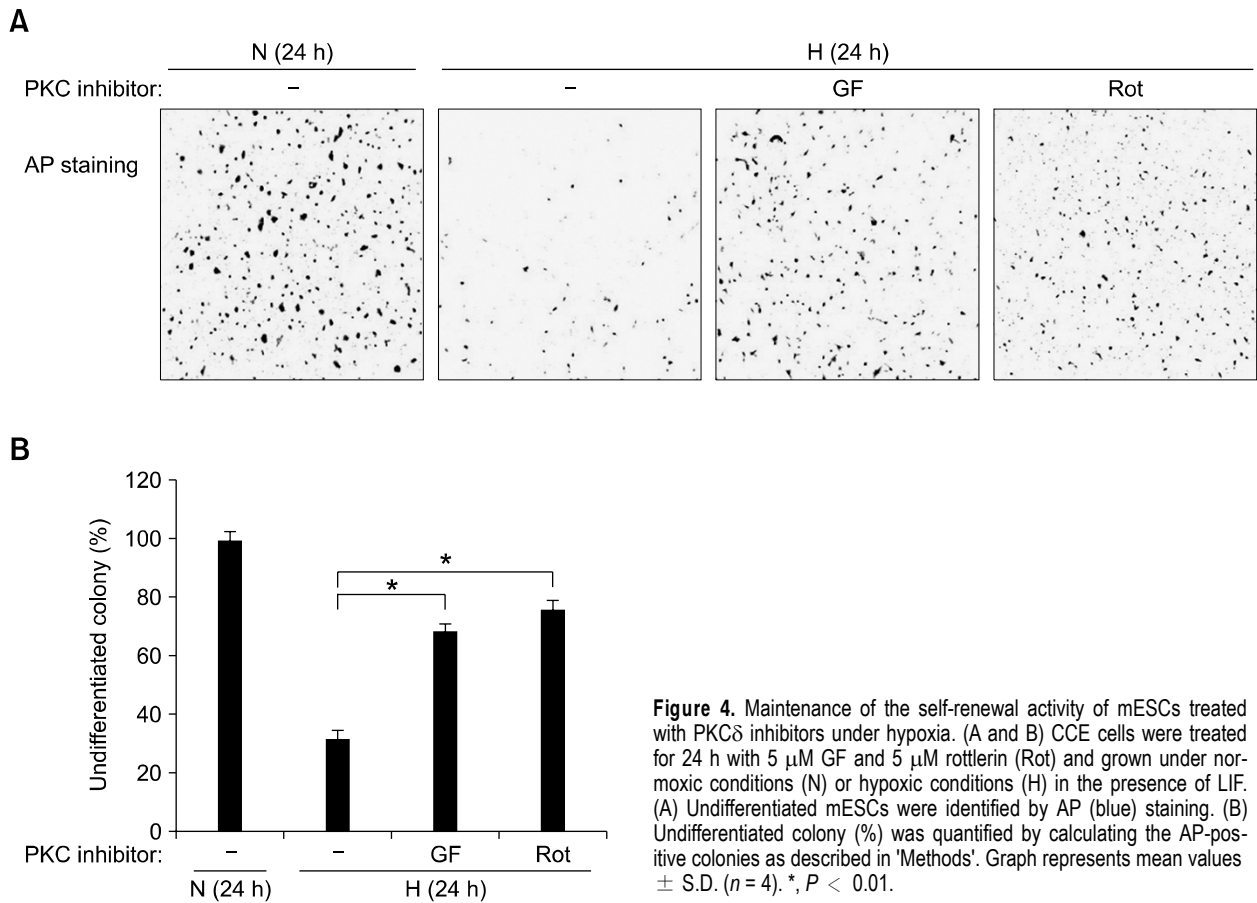 A
N (24 h)
H (24 h)
PKC inhibitor:
–
–
GF
Rot
AP staining
B
120
100
80
60
40
20
0
Undifferentiated colony (%)
*
*
PKC inhibitor:
–
–
GF
Rot
N (24 h)
H (24 h)
Figure 4. Maintenance of the self-renewal activity of mESCs treated
with PKCδ inhibitors under hypoxia. (A and B) CCE cells were treated
for 24 h with 5 μM GF and 5 μM rottlerin (Rot) and grown under nor-
moxic conditions (N) or hypoxic conditions (H) in the presence of LIF.
(A) Undifferentiated mESCs were identified by AP (blue) staining. (B)
Undifferentiated colony (%) was quantified by calculating the AP-pos-
itive colonies as described in 'Methods'. Graph represents mean values
± S.D. (n = 4). *, P < 0.01.